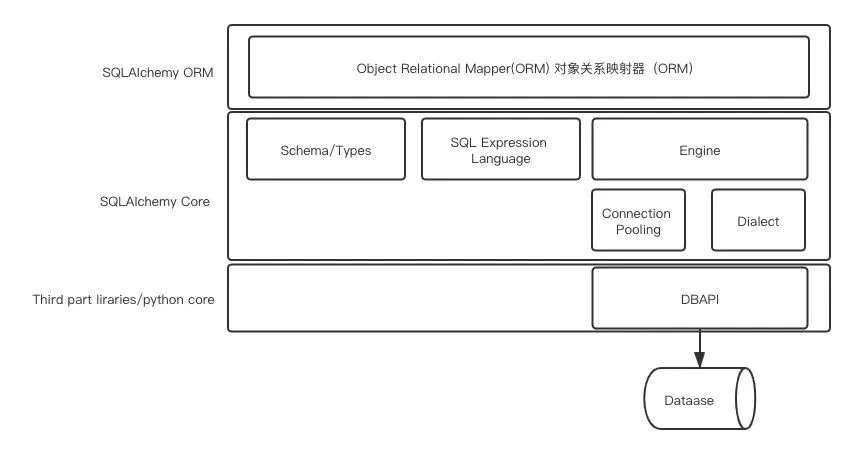 SQLAlchemy ORM
Object Relational Mapper(ORM) 对象关系映射器（ORM）
Schema/Types
SQL Expression
Language
Engine
SQLAlchemy Core
Connection
Pooling
Dialect
Third part liraries/python core
DBAPI
Dataase